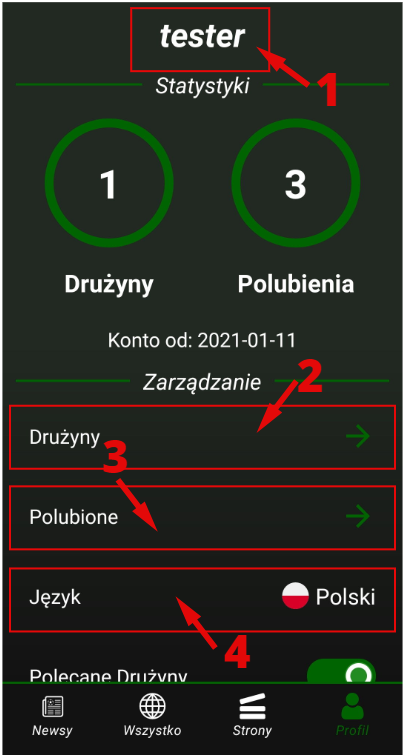 tester
1
Statystyki
1
3
Drużyny
Polubienia
Konto od: 2021-01-11
2
Zarządzanie
Drużyny
3
Polubione
Język
Polski
4
Polecane Drużyny
Newsy
Wszystko
Strony
Profil